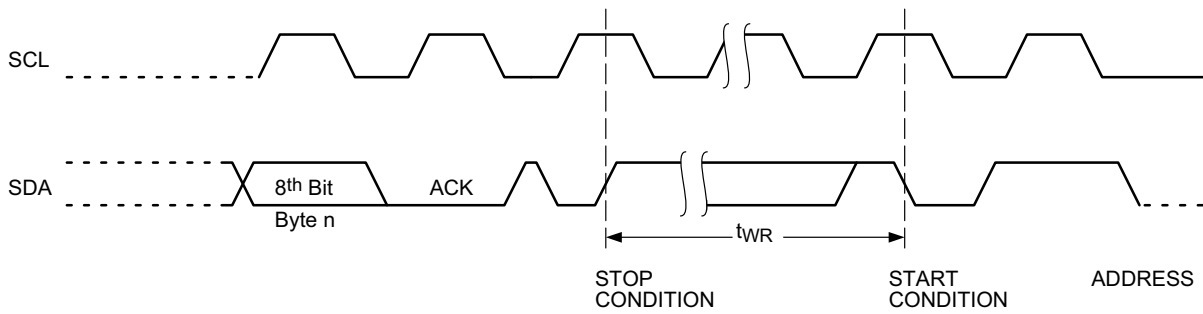 SCL
SDA
8th Bit
ACK
Byte n
tWR
STOP
CONDITION
START
CONDITION
ADDRESS